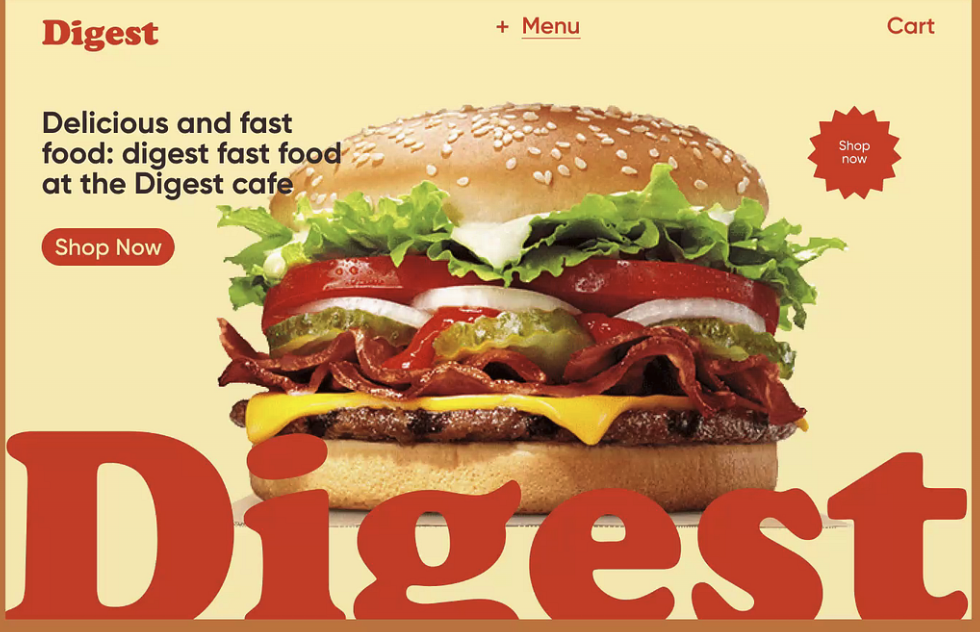 Digest
+ Menu
Cart
Delicious and fast
food: digest fast food
at the Digest cafe
Shop Now
Shop
now
Digest